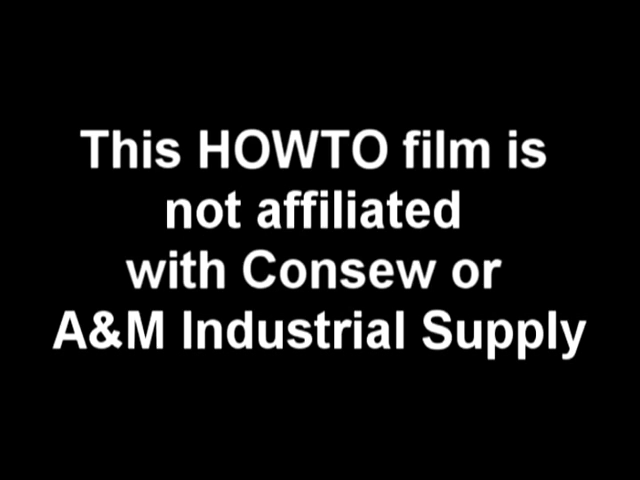 This HOWTO film is
not affiliated
with Consew or
A&M Industrial Supply